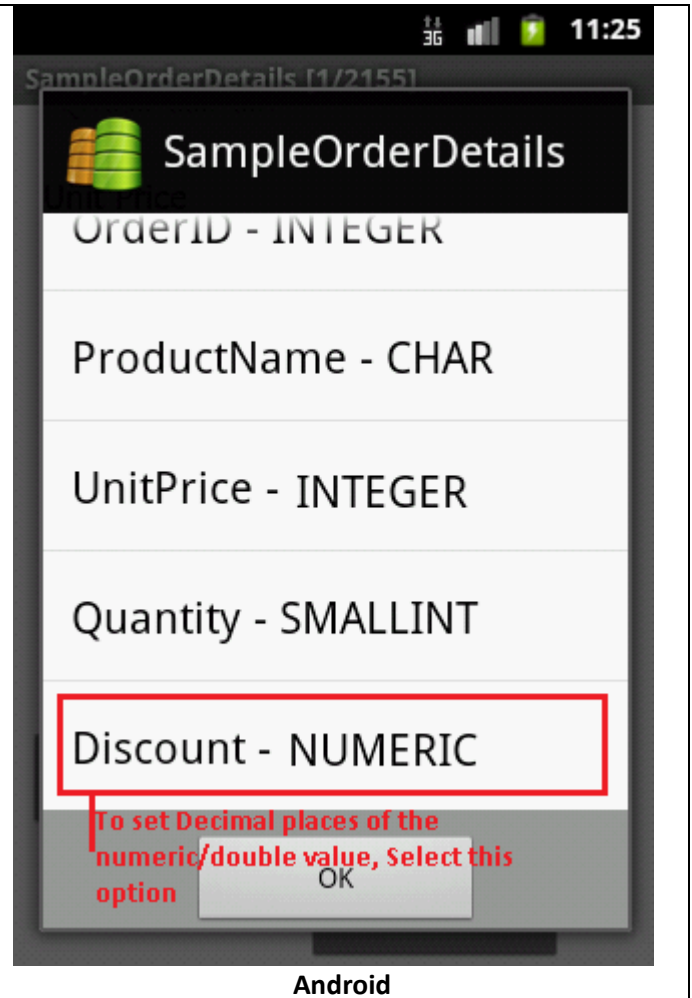 3G 11:25
SampleOrderDetails [1/2155]
SampleOrderDetails
Unit Price
OrderID - INTEGER
ProductName - CHAR
UnitPrice - INTEGER
Quantity - SMALLINT
Discount - NUMERIC
To set Decimal places of the
numeric/double value, Select this
option
OK
Android